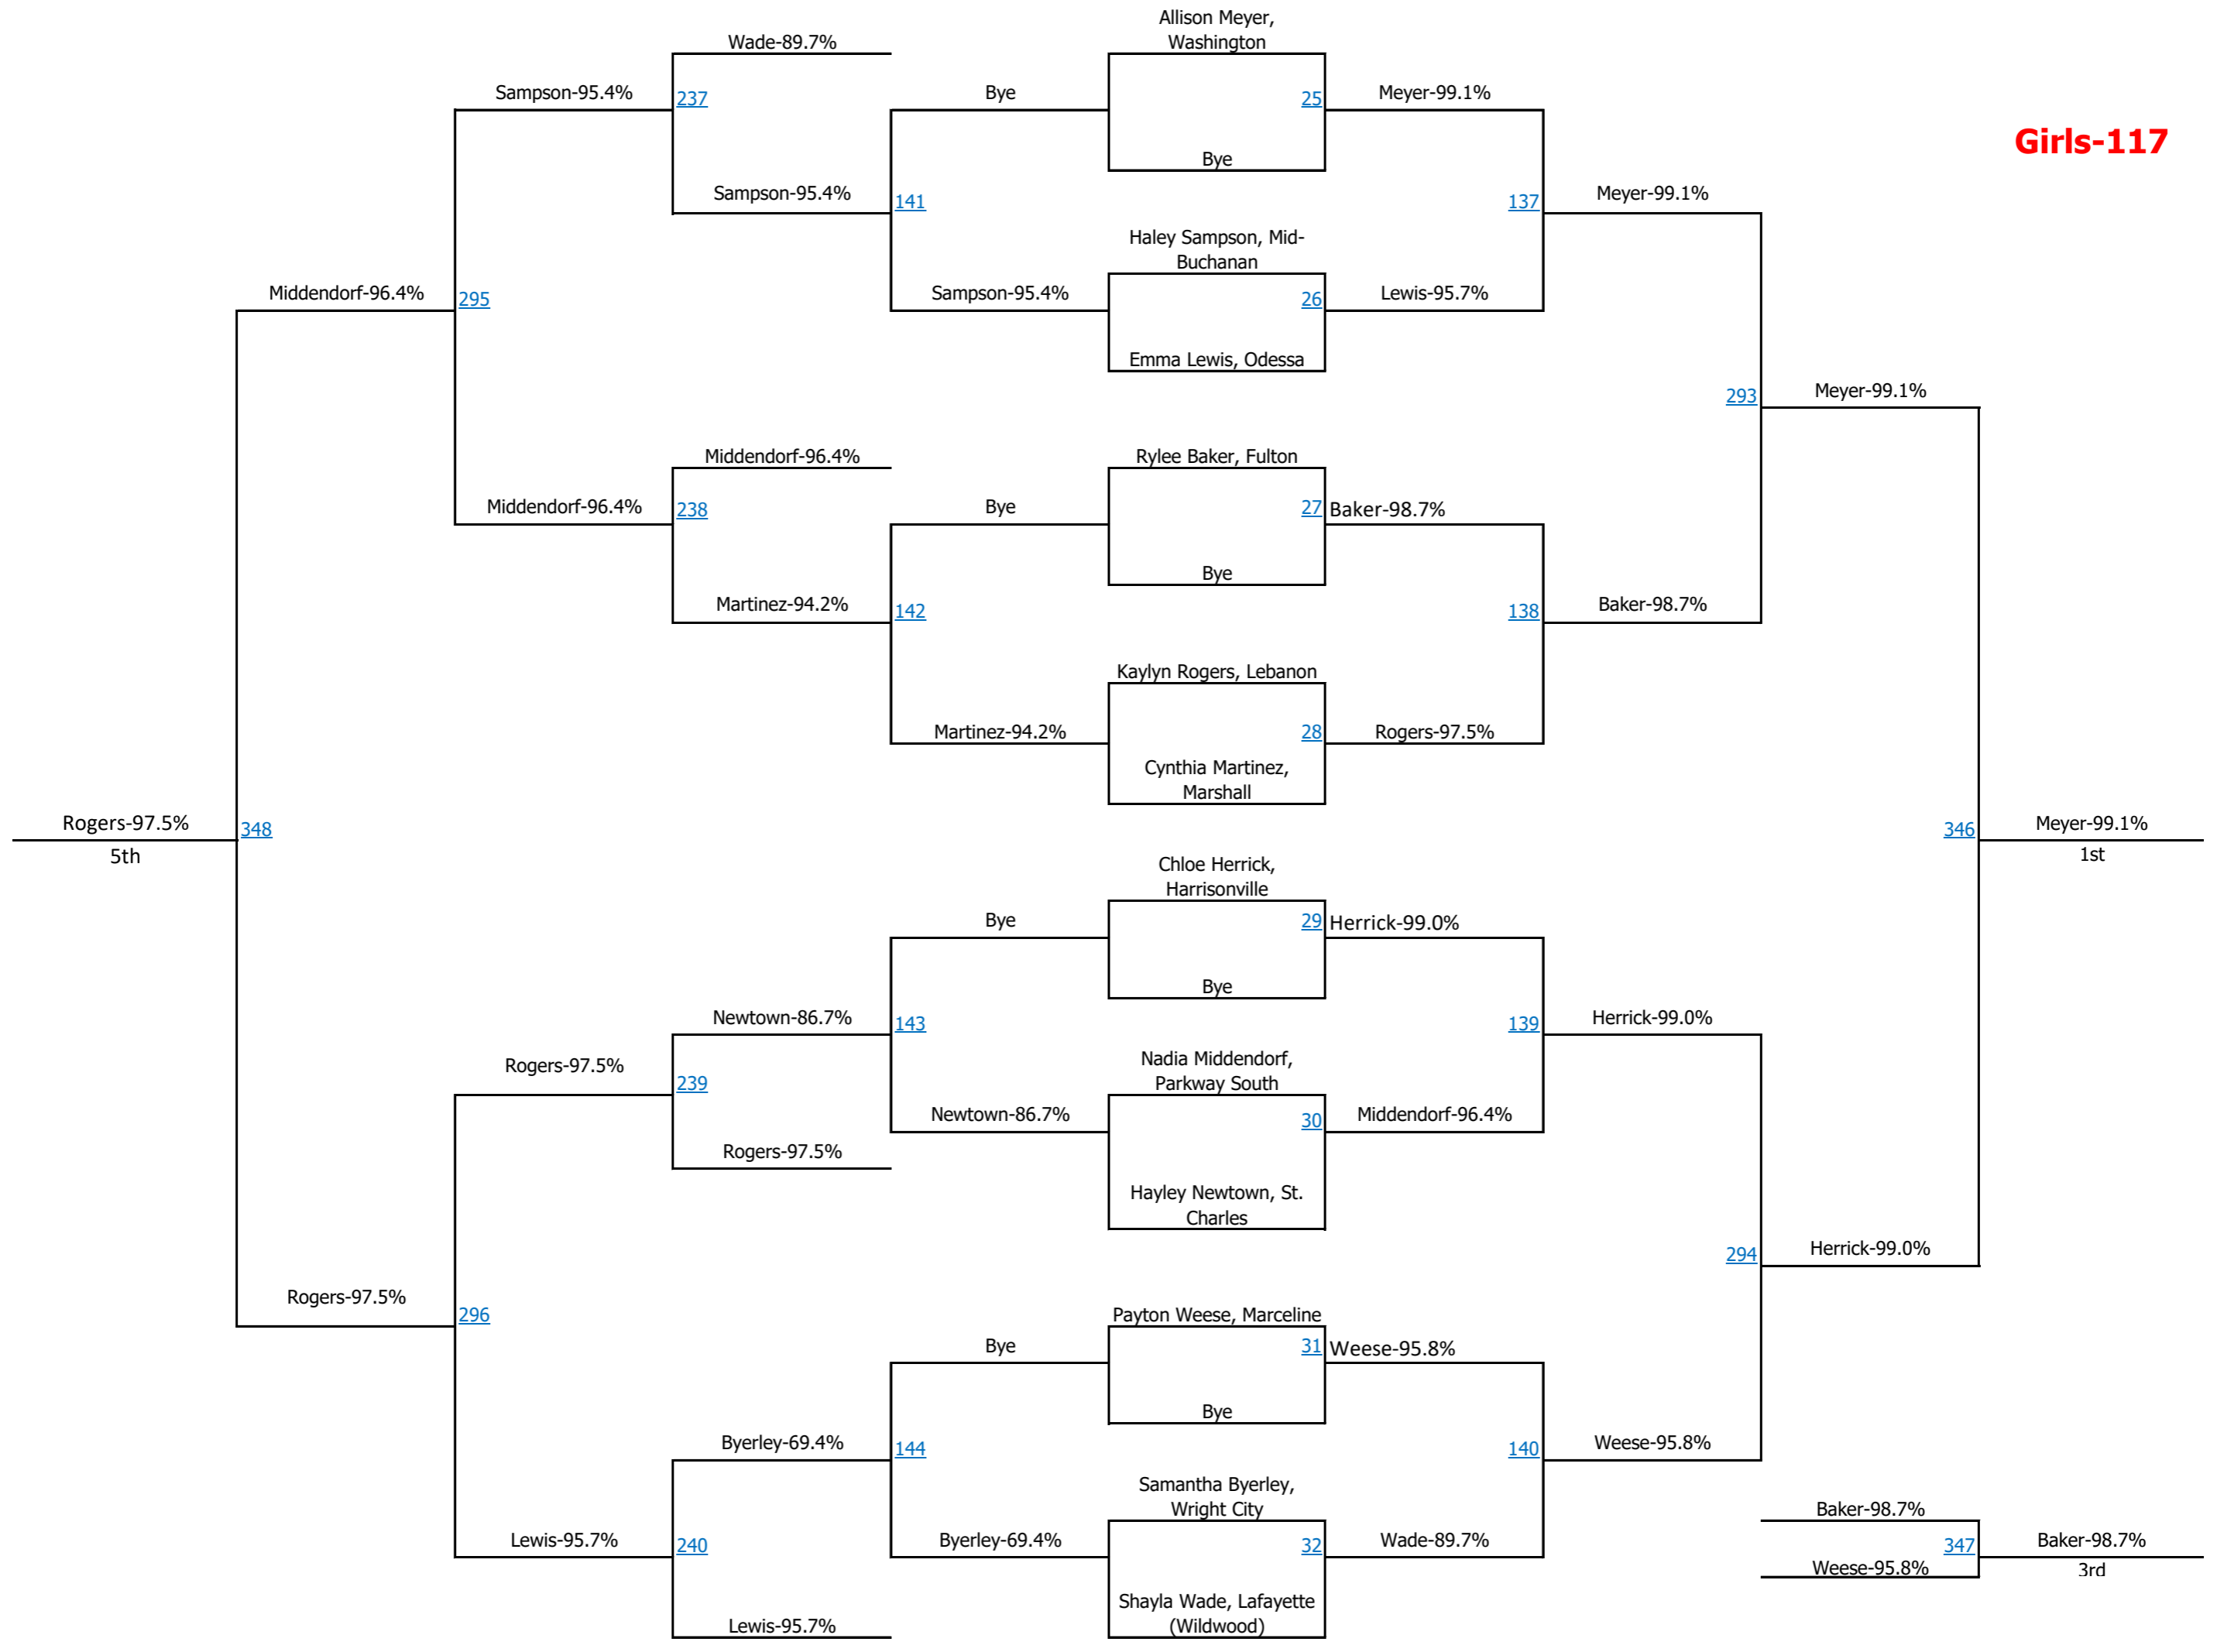 Allison Meyer,
Washington
Wade-89.7%
Sampson-95.4%
237
Bye
25
Meyer-99.1%
Girls-117
Bye
Sampson-95.4%
141
137
Meyer-99.1%
Haley Sampson, Mid-
Buchanan
Middendorf-96.4%
295
Sampson-95.4%
26
Lewis-95.7%
Emma Lewis, Odessa
293
Meyer-99.1%
Middendorf-96.4%
Rylee Baker, Fulton
Middendorf-96.4%
238
Bye
27
Baker-98.7%
Bye
Martinez-94.2%
142
138
Baker-98.7%
Kaylyn Rogers, Lebanon
Martinez-94.2%
28
Rogers-97.5%
Cynthia Martinez,
Marshall
Rogers-97.5%
348
346
Meyer-99.1%
5th
1st
Chloe Herrick,
Harrisonville
Bye
29
Herrick-99.0%
Bye
Newtown-86.7%
143
139
Herrick-99.0%
Nadia Middendorf,
Parkway South
Rogers-97.5%
239
Newtown-86.7%
30
Middendorf-96.4%
Rogers-97.5%
Hayley Newtown, St.
Charles
294
Herrick-99.0%
Rogers-97.5%
296
Payton Weese, Marceline
Bye
31
Weese-95.8%
Bye
Byerley-69.4%
144
140
Weese-95.8%
Samantha Byerley,
Wright City
Baker-98.7%
Lewis-95.7%
240
Byerley-69.4%
32
Wade-89.7%
347
Baker-98.7%
Weese-95.8%
3rd
Shayla Wade, Lafayette
(Wildwood)
Lewis-95.7%